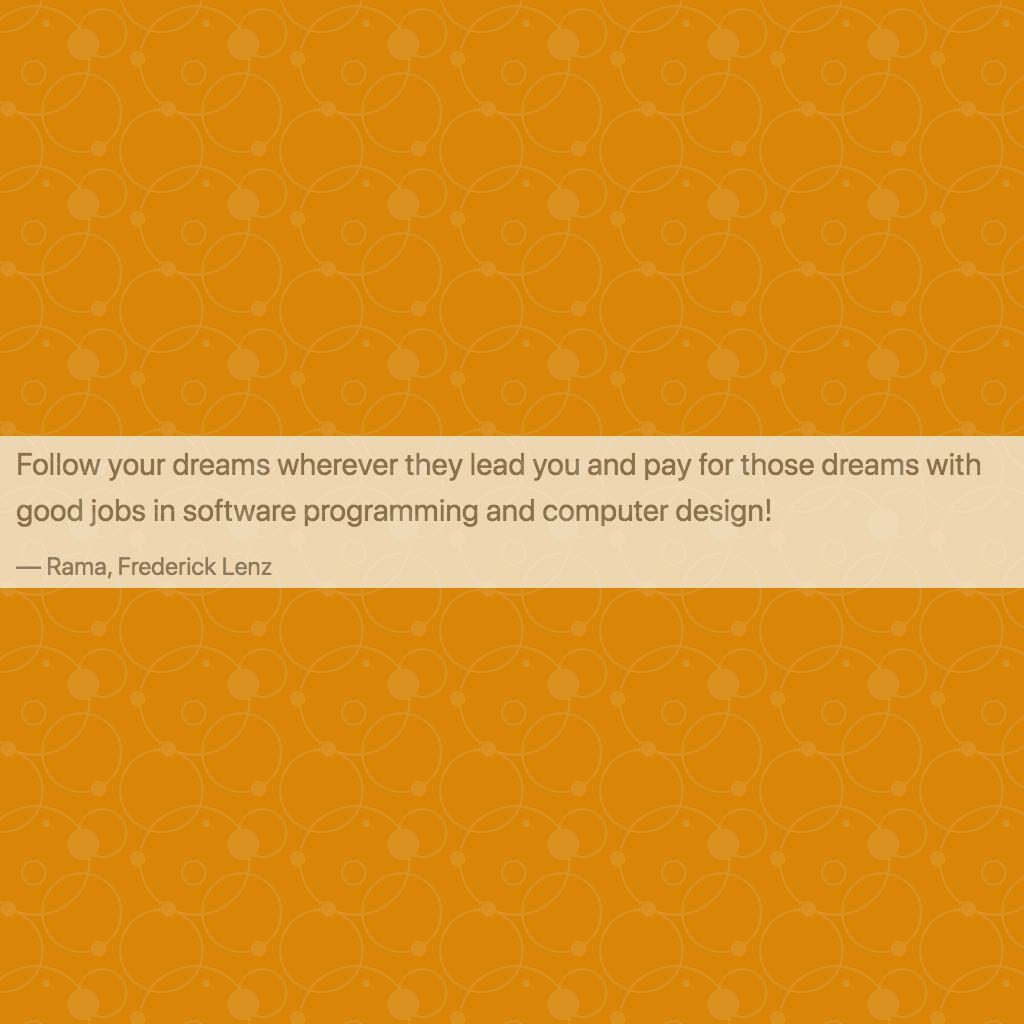 Follow your dreams wherever they lead you and pay for those dreams with
good jobs in software programming and computer design!
— Rama, Frederick Lenz